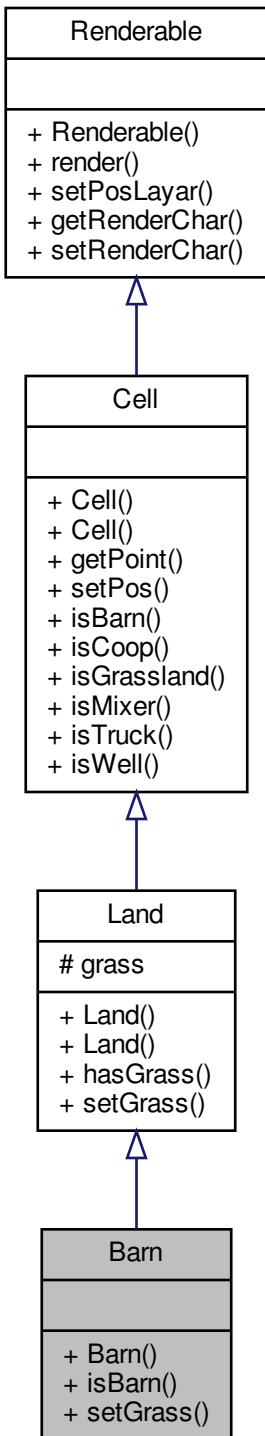 Renderable
+ Renderable()
+ render()
+ setPosLayar()
+ getRenderChar()
+ setRenderChar()
Cell
+ Cell()
+ Cell()
+ getPoint()
+ setPos()
+ isBarn()
+ isCoop()
+ isGrassland()
+ isMixer()
+ isTruck()
+ isWell()
Land
# grass
+ Land()
+ Land()
+ hasGrass()
+ setGrass()
Barn
+ Barn()
+ isBarn()
+ setGrass()